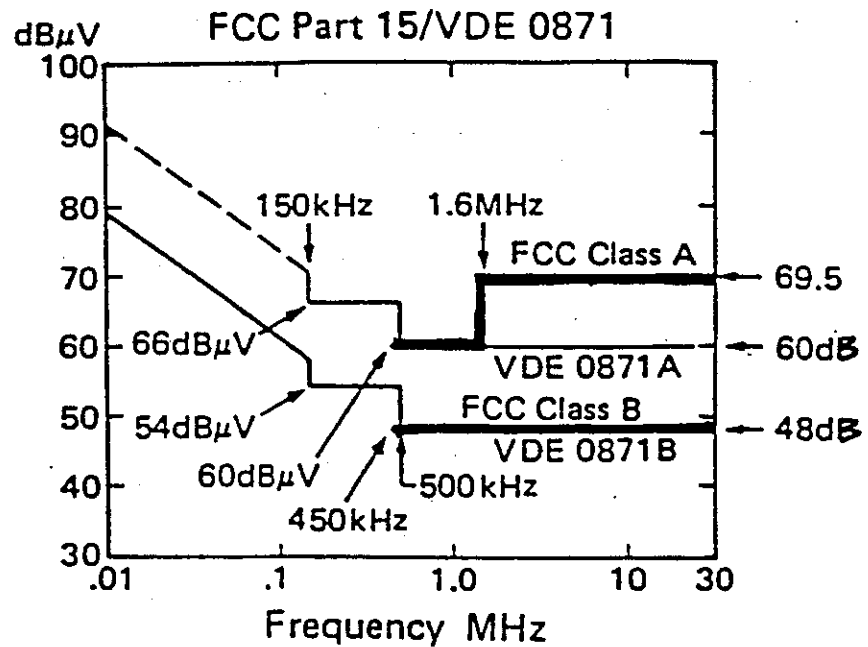 dBμV
FCC Part 15/VDE 0871
100
90
80
70
60
50
40
30
150kHz
1.6MHz
FCC Class A
69.5
66dBμV
60dB
VDE 0871A
54dBμV
FCC Class B
48dB
VDE 0871B
60dBμV
500kHz
450kHz
.01
.1
1.0
10
30
Frequency MHz